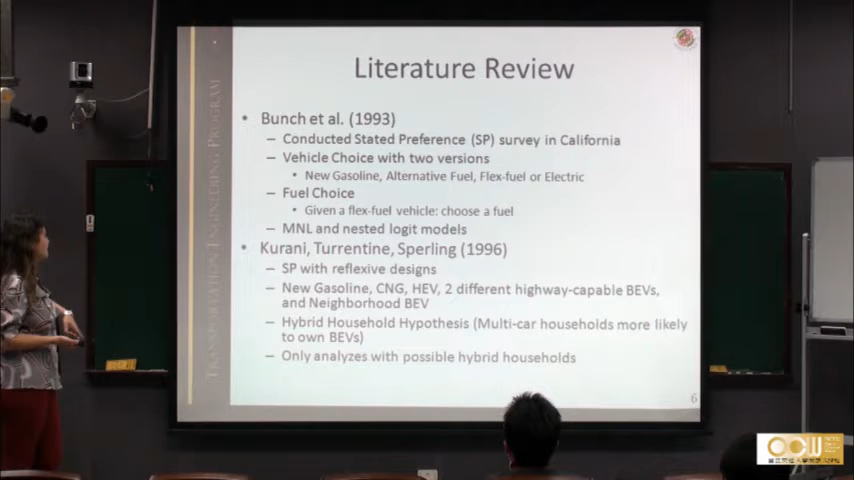 Literature Review
• Bunch et al. (1993)
– Conducted Stated Preference (SP) survey in California
– Vehicle Choice with two versions
• New Gasoline, Alternative Fuel, Flex-fuel or Electric
– Fuel Choice
• Given a flex-fuel vehicle: choose a fuel
– MNL and nested logit models
• Kurani, Turrentine, Sperling (1996)
– SP with reflexive designs
– New Gasoline, CNG, HEV, 2 different highway-capable BEVs,
and Neighborhood BEV
– Hybrid Household Hypothesis (Multi-car households more likely
to own BEVs)
– Only analyzes with possible hybrid households
6
TRANSPORTATION ENGINEERING PROGRAM
OCW